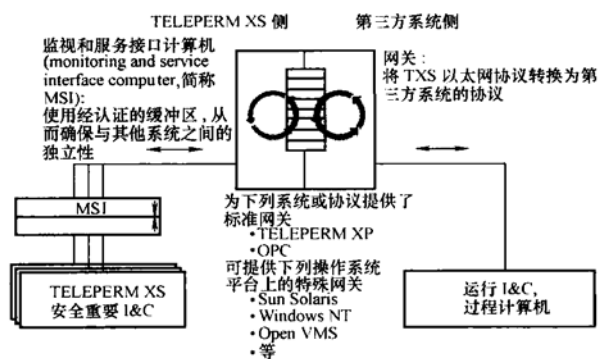 TELEPERM XS 侧
第三方系统侧
监视和服务接口计算机
(monitoring and service
interface computer,简称
MSI):
使用经认证的缓冲区,从
而确保与其他系统之间的
独立性
网关:
将 TXS 以太网协议转换为第
三方系统的协议
MSI
为下列系统或协议提供了
标准网关
•TELEPERM XP
•OPC
可提供下列操作系统
平台上的特殊网关
•Sun Solaris
•Windows NT
•Open VMS
•等
TELEPERM XS
安全重要 I&C
运行 I&C,
过程计算机